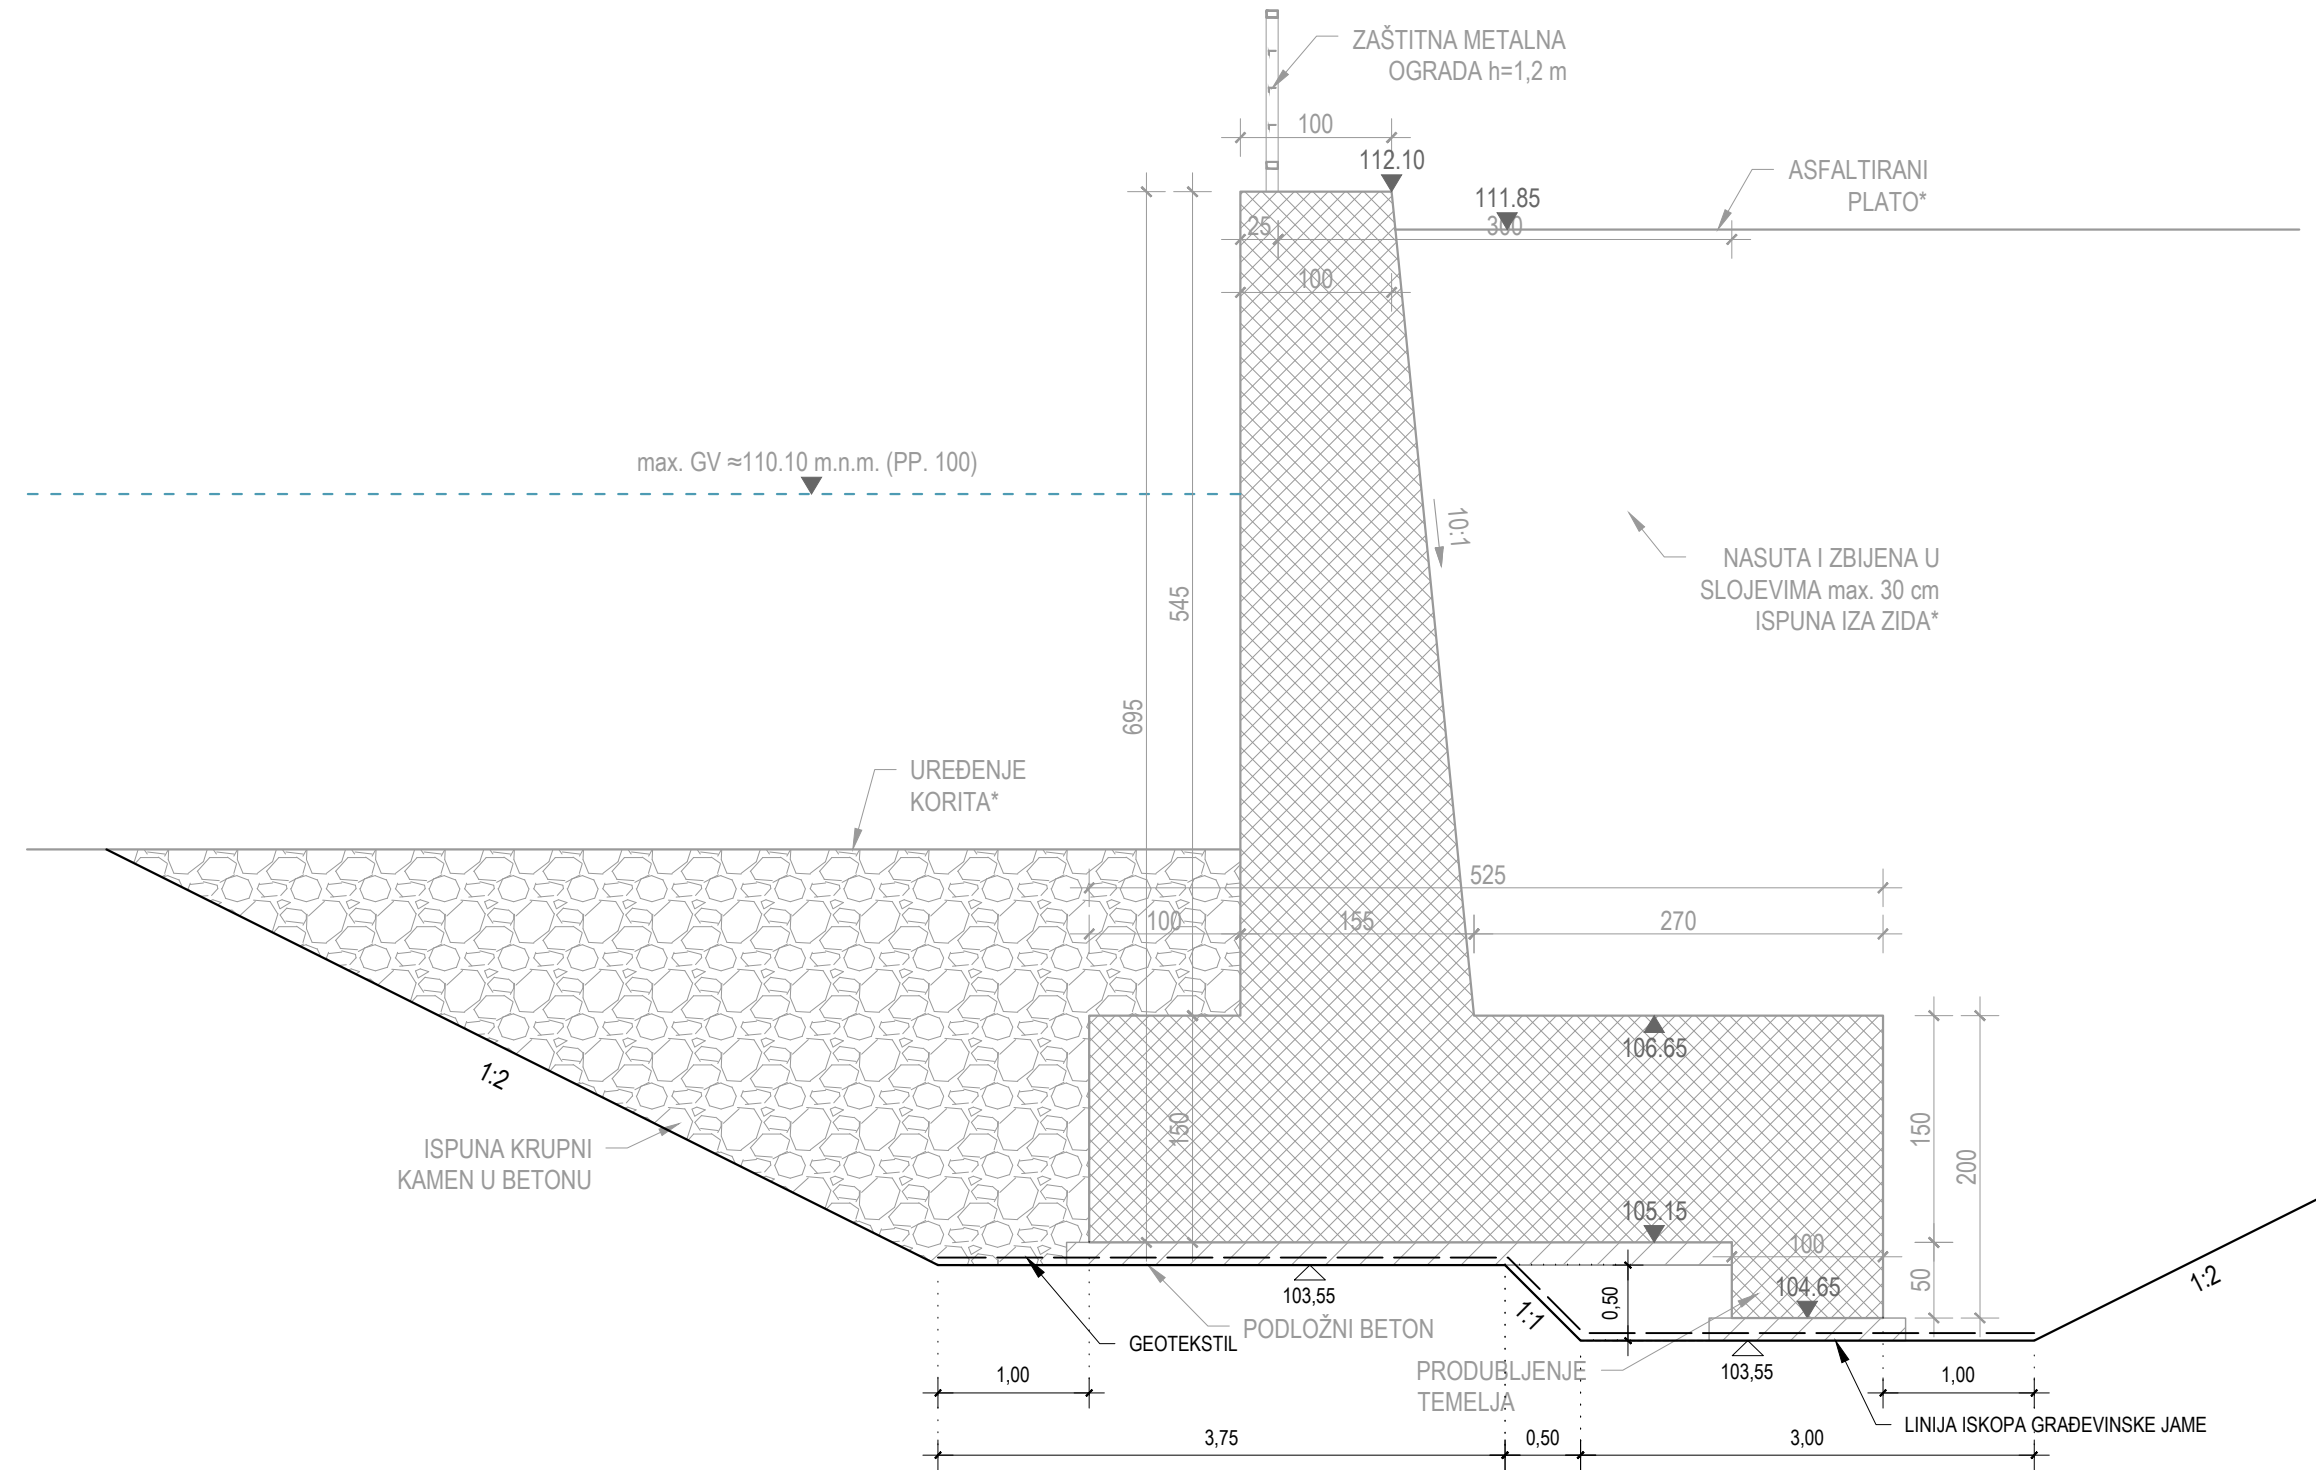 ZAŠTITNA METALNA
OGRADA h=1,2 m
100
112.10
ASFALTIRANI
PLATO*
111.85
25
300
100
max. GV ≈110.10 m.n.m. (PP. 100)
10:1
NASUTA I ZBIJENA U
SLOJEVIMA max. 30 cm
ISPUNA IZA ZIDA*
545
695
UREĐENJE
KORITA*
525
100
155
270
106.65
1:2
ISPUNA KRUPNI
KAMEN U BETONU
150
150
200
105.15
100
104.65
50
1:2
103,55
0,50
1:1
PODLOŽNI BETON
GEOTEKSTIL
103,55
PRODUBLJENJE
TEMELJA
1,00
1,00
LINIJA ISKOPA GRAĐEVINSKE JAME
3,75
0,50
3,00